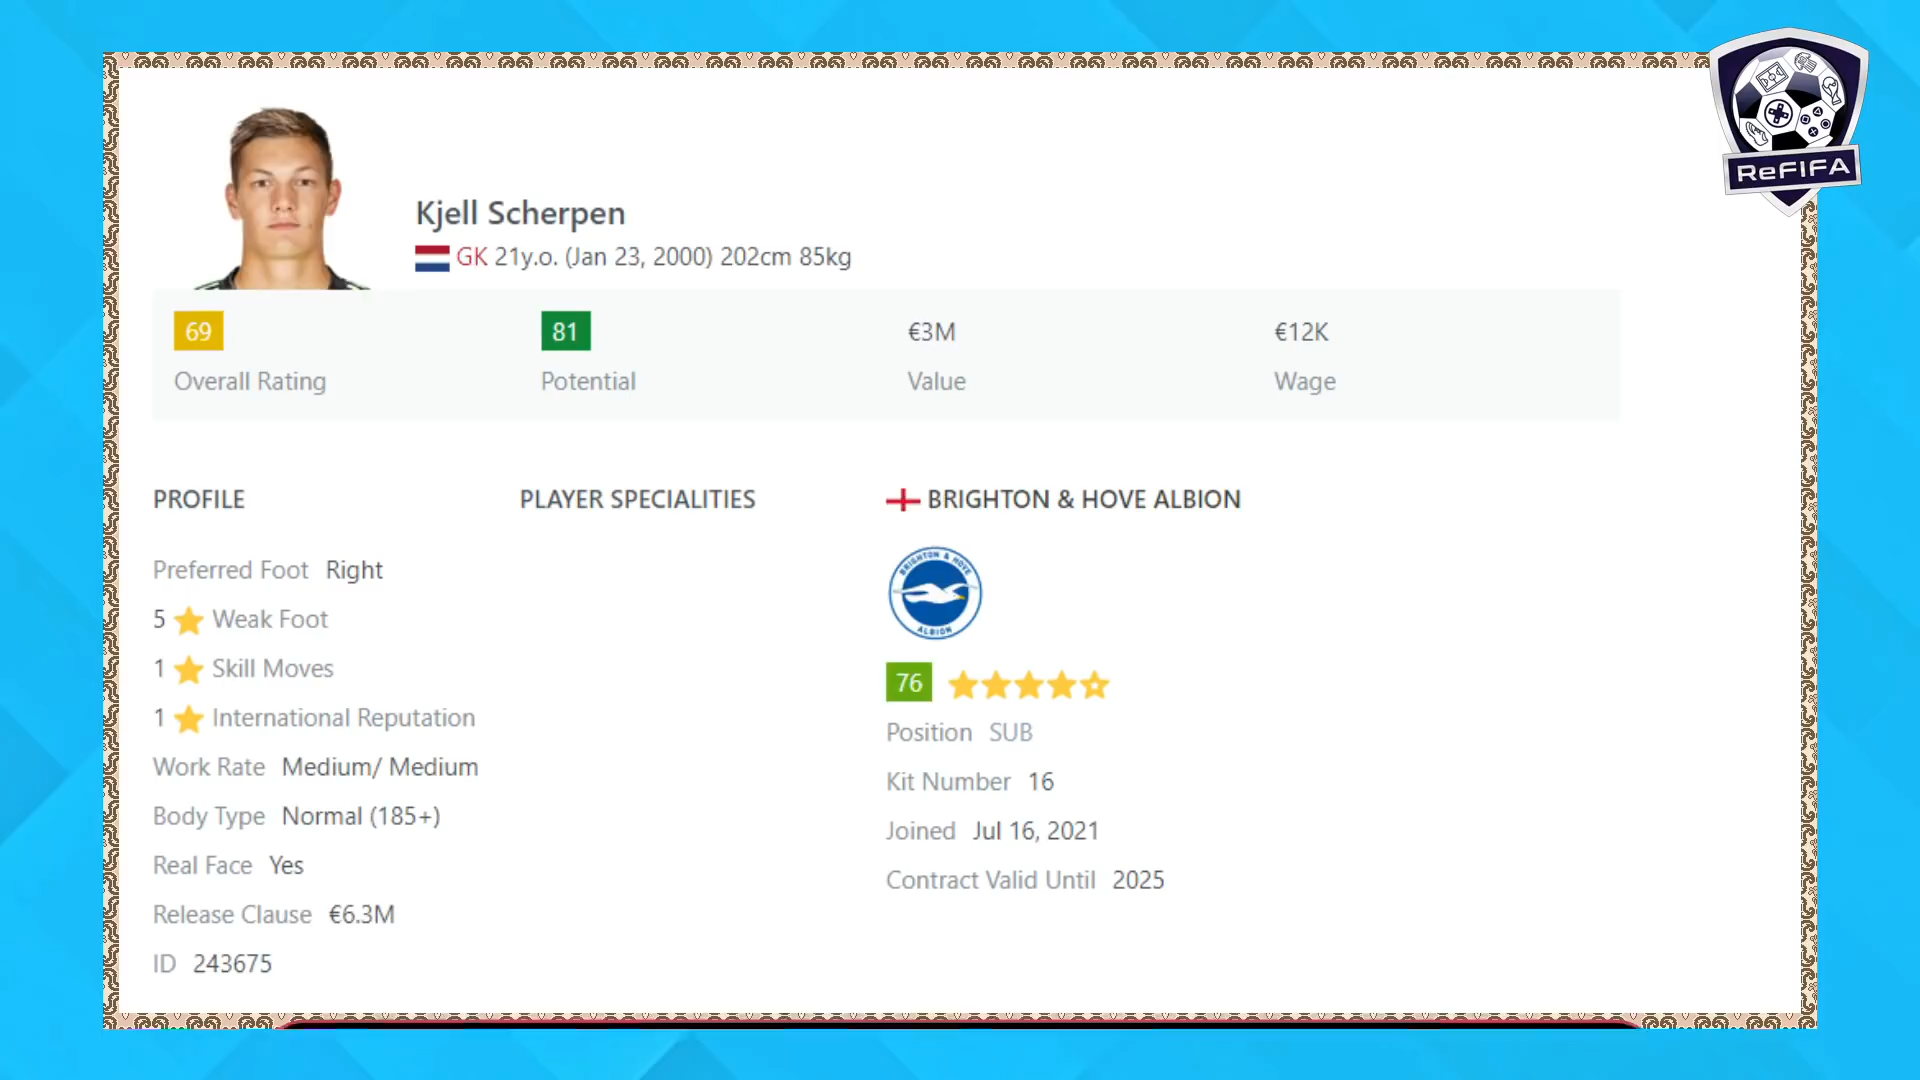 ReFIFA
Kjell Scherpen
GK 21y.o. (Jan 23, 2000) 202cm 85kg
69 81 €3M €12K
Overall Rating Potential Value Wage
PROFILE PLAYER SPECIALITIES BRIGHTON & HOVE ALBION
BRIGHTON & HOVE
ALBION
Preferred Foot Right
5 Weak Foot
1 Skill Moves
1 International Reputation
Work Rate Medium/ Medium
Body Type Normal (185+)
Real Face Yes
Release Clause €6.3M
ID 243675
76
Position SUB
Kit Number 16
Joined Jul 16, 2021
Contract Valid Until 2025